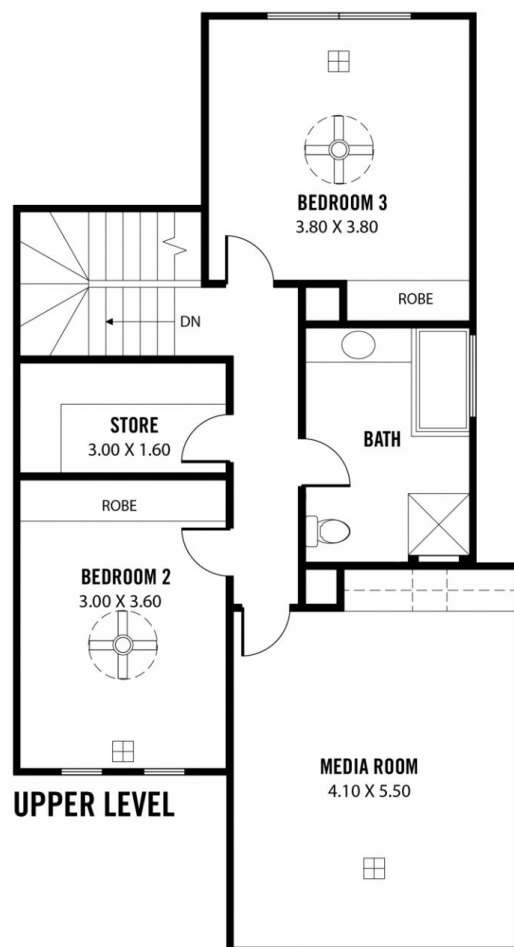 BEDROOM 3
3.80 X 3.80
ROBE
DN
STORE
3.00 X 1.60
BATH
ROBE
BEDROOM 2
3.00 X 3.60
MEDIA ROOM
4.10 X 5.50
UPPER LEVEL